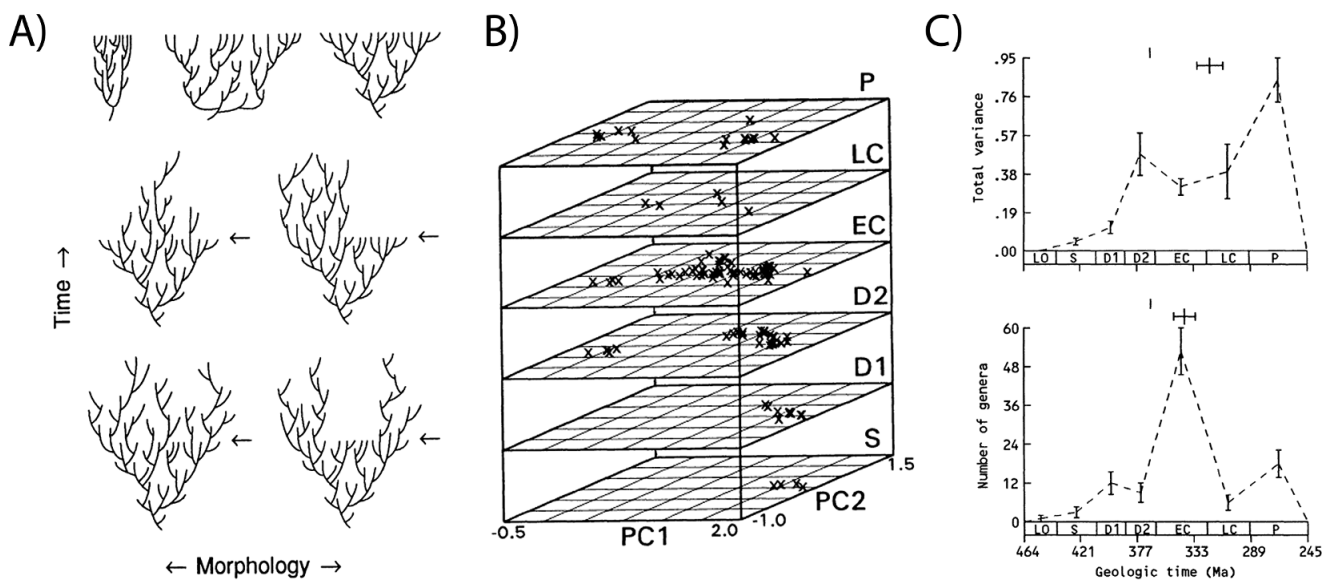 A)
Time →
← Morphology →
B)
P
LC
EC
D2
D1
S
1.5
PC2
-1.0
2.0
PC1
-0.5
C)
Total variance
.95
.76
.57
.38
.19
.00
LO S D1 D2 EC LC P
Number of genera
60
48
36
24
12
0
LO S D1 D2 EC LC P
464 421 377 333 289 245
Geologic time (Ma)